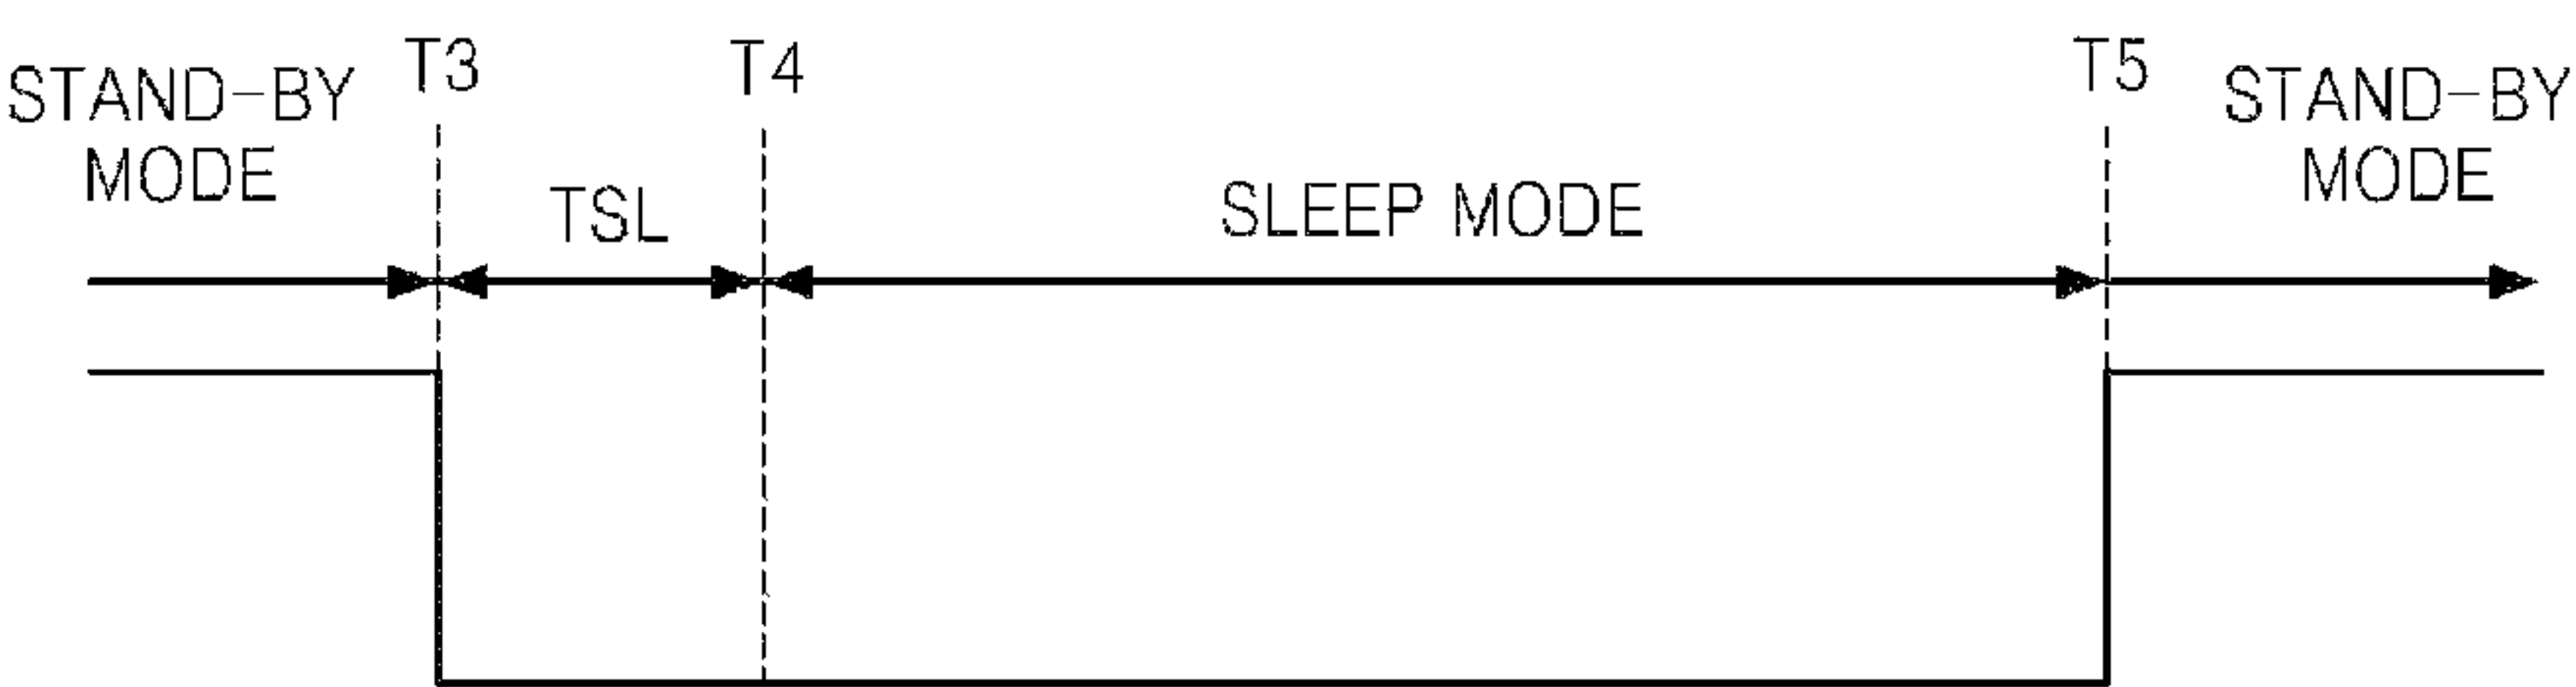 STAND-BY
MODE
T3
TSL
T4
SLEEP MODE
T5
STAND-BY
MODE